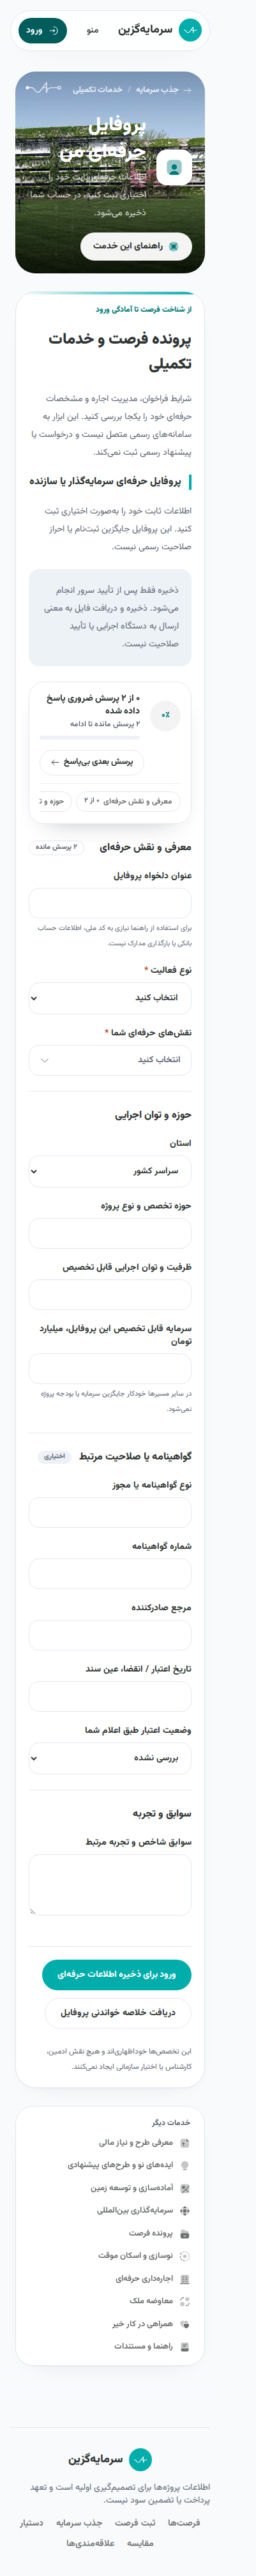 سرمایه‌گزین
منو
ورود
جذب سرمایه / خدمات تکمیلی
پروفایل
حرفه‌ای من
اطلاعات حرفه‌ای ثابت خود را
اختیاری ثبت کنید، در حساب شما
ذخیره می‌شود.
راهنمای این خدمت
از شناخت فرصت تا آمادگی ورود
پرونده فرصت و خدمات
تکمیلی
شرایط فراخوان، مدیریت اجاره و مشخصات
حرفه‌ای خود را یکجا بررسی کنید. این ابزار به
سامانه‌های رسمی متصل نیست و درخواست یا
پیشنهاد رسمی ثبت نمی‌کند.
پروفایل حرفه‌ای سرمایه‌گذار یا سازنده
اطلاعات ثابت خود را به‌صورت اختیاری ثبت
کنید. این پروفایل جایگزین ثبت‌نام یا احراز
صلاحیت رسمی نیست.
ذخیره فقط پس از تأیید سرور انجام
می‌شود. ذخیره و دریافت فایل به معنی
ارسال به دستگاه اجرایی یا تأیید
صلاحیت نیست.
۰٪
۰ از ۲ پرسش ضروری پاسخ
داده شده
۲ پرسش مانده تا ادامه
پرسش بعدی بی‌پاسخ
معرفی و نقش حرفه‌ای ۰ از ۲
حوزه و ت
معرفی و نقش حرفه‌ای
۲ پرسش مانده
عنوان دلخواه پروفایل
برای استفاده از راهنما نیازی به کد ملی، اطلاعات حساب
بانکی یا بارگذاری مدارک نیست.
نوع فعالیت *
انتخاب کنید
نقش‌های حرفه‌ای شما *
انتخاب کنید
حوزه و توان اجرایی
استان
سراسر کشور
حوزه تخصص و نوع پروژه
ظرفیت و توان اجرایی قابل تخصیص
سرمایه قابل تخصیص این پروفایل، میلیارد
تومان
در سایر مسیرها خودکار جایگزین سرمایه یا بودجه پروژه
نمی‌شود.
گواهینامه یا صلاحیت مرتبط
اختیاری
نوع گواهینامه یا مجوز
شماره گواهینامه
مرجع صادرکننده
تاریخ اعتبار / انقضا، عین سند
وضعیت اعتبار طبق اعلام شما
بررسی نشده
سوابق و تجربه
سوابق شاخص و تجربه مرتبط
ورود برای ذخیره اطلاعات حرفه‌ای
دریافت خلاصه خواندنی پروفایل
این تخصص‌ها خوداظهاری‌اند و هیچ نقش ادمین،
کارشناس یا اختیار سازمانی ایجاد نمی‌کنند.
خدمات دیگر
معرفی طرح و نیاز مالی
ایده‌های نو و طرح‌های پیشنهادی
آماده‌سازی و توسعه زمین
سرمایه‌گذاری بین‌المللی
پرونده فرصت
نوسازی و اسکان موقت
اجاره‌داری حرفه‌ای
معاوضه ملک
همراهی در کار خیر
راهنما و مستندات
سرمایه‌گزین
اطلاعات پروژه‌ها برای تصمیم‌گیری اولیه است و تعهد
پرداخت یا تضمین سود نیست.
فرصت‌ها
ثبت فرصت
جذب سرمایه
دستیار
مقایسه
علاقه‌مندی‌ها